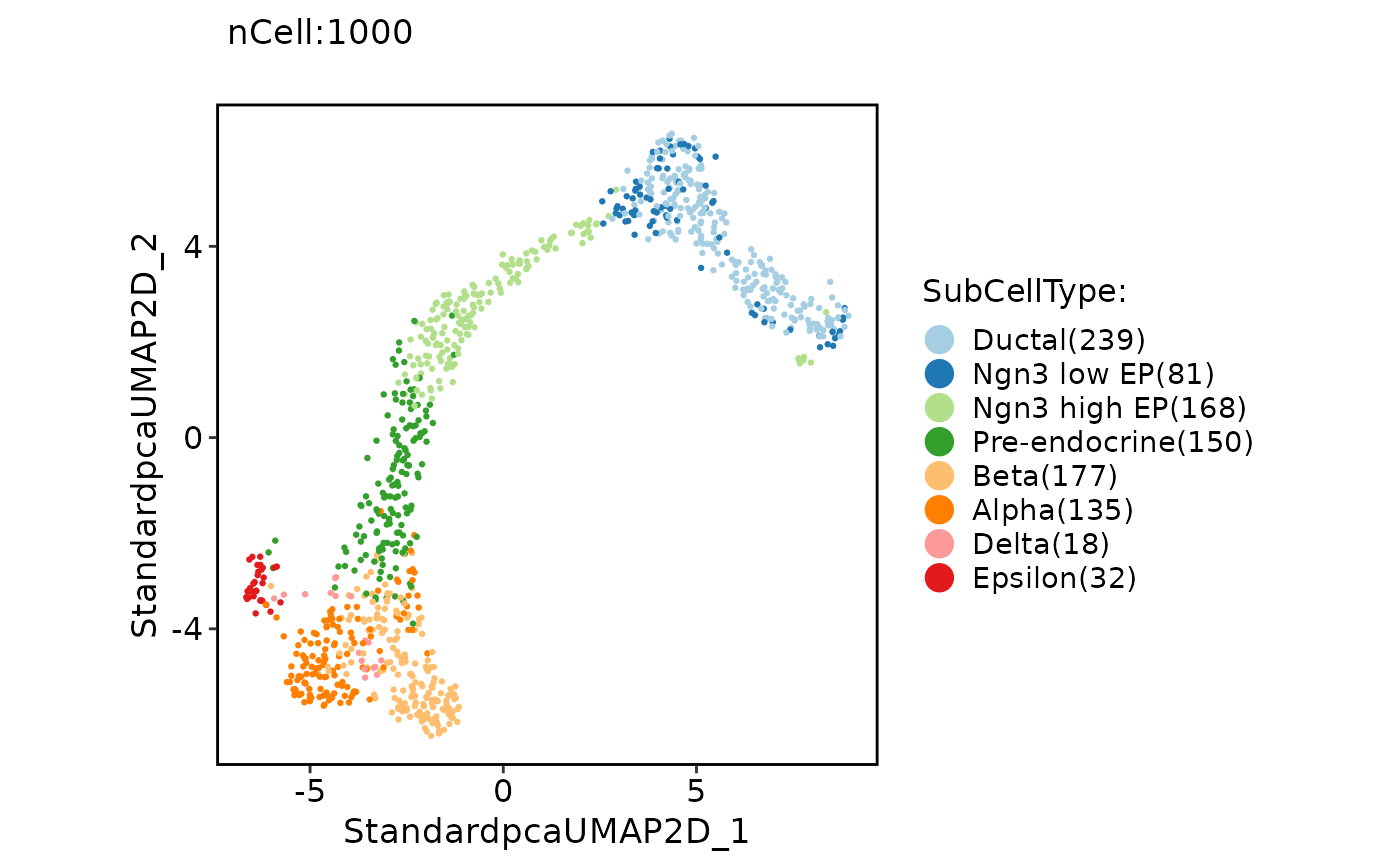 nCell:1000
StandardpcaUMAP2D_2
4
0
-4
-5
0
5
StandardpcaUMAP2D_1
SubCellType:
Ductal(239)
Ngn3 low EP(81)
Ngn3 high EP(168)
Pre-endocrine(150)
Beta(177)
Alpha(135)
Delta(18)
Epsilon(32)